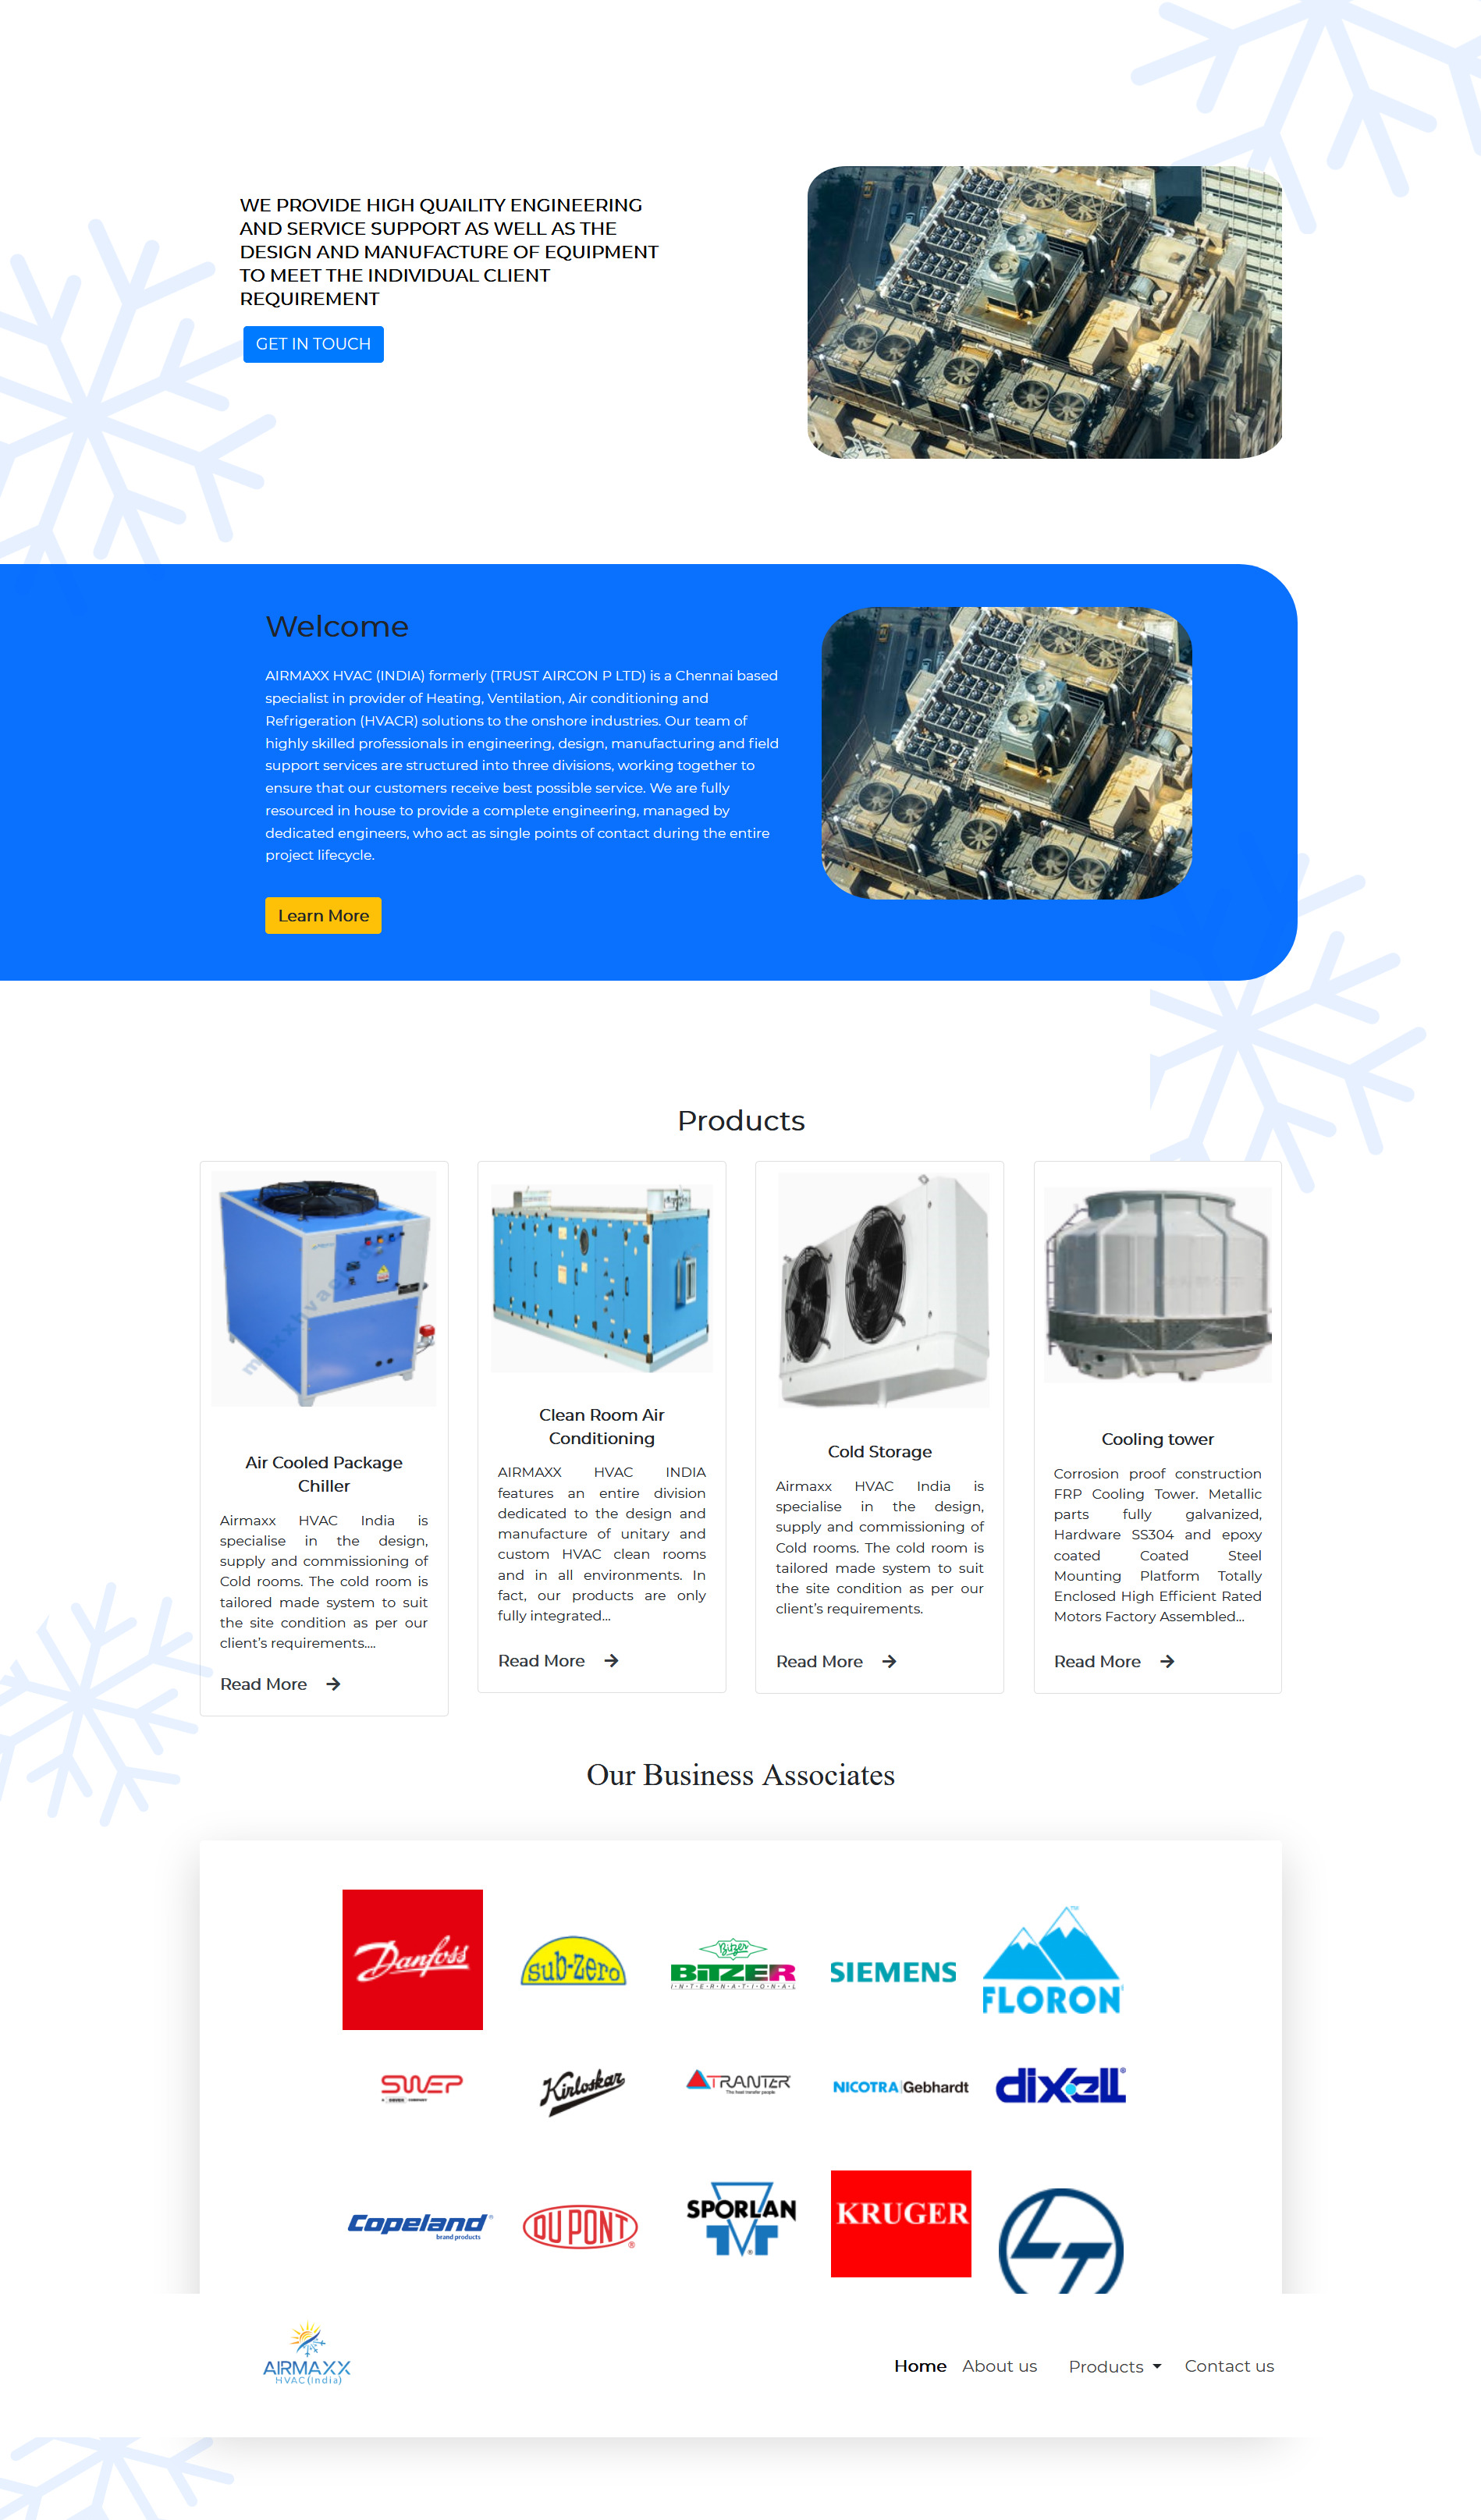 WE PROVIDE HIGH QUAILITY ENGINEERING
AND SERVICE SUPPORT AS WELL AS THE
DESIGN AND MANUFACTURE OF EQUIPMENT
TO MEET THE INDIVIDUAL CLIENT
REQUIREMENT
GET IN TOUCH
Welcome
AIRMAXX HVAC (INDIA) formerly (TRUST AIRCON P LTD) is a Chennai based
specialist in provider of Heating, Ventilation, Air conditioning and
Refrigeration (HVACR) solutions to the onshore industries. Our team of
highly skilled professionals in engineering, design, manufacturing and field
support services are structured into three divisions, working together to
ensure that our customers receive best possible service. We are fully
resourced in house to provide a complete engineering, managed by
dedicated engineers, who act as single points of contact during the entire
project lifecycle.
Learn More
Products
Air Cooled Package
Chiller
Airmaxx HVAC India is
specialise in the design,
supply and commissioning of
Cold rooms. The cold room is
tailored made system to suit
the site condition as per our
client's requirements....
Read More
Clean Room Air
Conditioning
AIRMAXX HVAC INDIA
features an entire division
dedicated to the design and
manufacture of unitary and
custom HVAC clean rooms
and in all environments. In
fact, our products are only
fully integrated...
Read More
Cold Storage
Airmaxx HVAC India is
specialise in the design,
supply and commissioning of
Cold rooms. The cold room is
tailored made system to suit
the site condition as per our
client's requirements.
Read More
Cooling tower
Corrosion proof construction
FRP Cooling Tower. Metallic
parts fully galvanized,
Hardware SS304 and epoxy
coated Coated Steel
Mounting Platform Totally
Enclosed High Efficient Rated
Motors Factory Assembled...
Read More
Our Business Associates
Danfoss
sub-zero
Bitzer
BITZER
I·N·T·E·R·N·A·T·I·O·N·A·L
SIEMENS
FLORON
SWEP
COMPANY
Kirloskar
TRANTER
The heat transfer people
NICOTRA Gebhardt
dixell
Copeland
brand products
DU PONT
SPORLAN
KRUGER
LT
AIRMAXX
HVAC(india)
Home About us Products Contact us